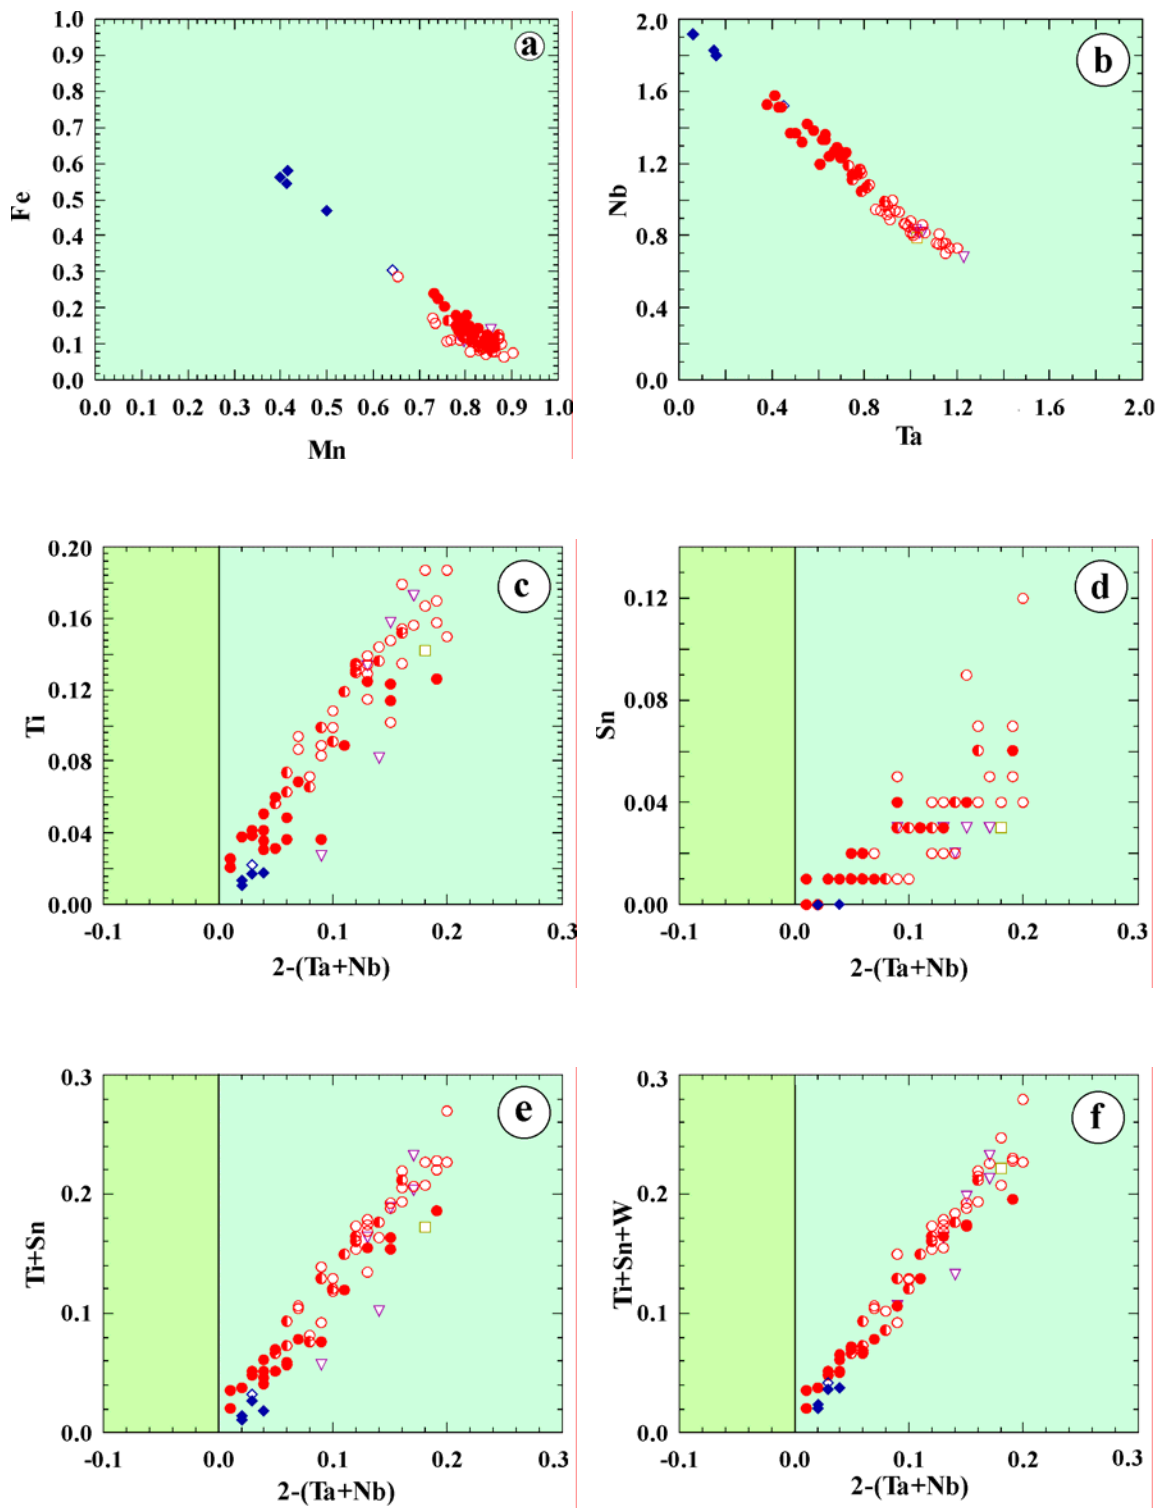 1.0
0.9
0.8
0.7
0.6
0.5
0.4
0.3
0.2
0.1
0.0
Fe
a
0.0 0.1 0.2 0.3 0.4 0.5 0.6 0.7 0.8 0.9 1.0
Mn
2.0
1.6
1.2
0.8
0.4
0.0
Nb
b
0.0 0.4 0.8 1.2 1.6 2.0
Ta
0.20
0.16
0.12
0.08
0.04
0.00
Ti
c
-0.1 0.0 0.1 0.2 0.3
2-(Ta+Nb)
0.12
0.08
0.04
0.00
Sn
d
-0.1 0.0 0.1 0.2 0.3
2-(Ta+Nb)
0.3
0.2
0.1
0.0
Ti+Sn
e
-0.1 0.0 0.1 0.2 0.3
2-(Ta+Nb)
0.3
0.2
0.1
0.0
Ti+Sn+W
f
-0.1 0.0 0.1 0.2 0.3
2-(Ta+Nb)